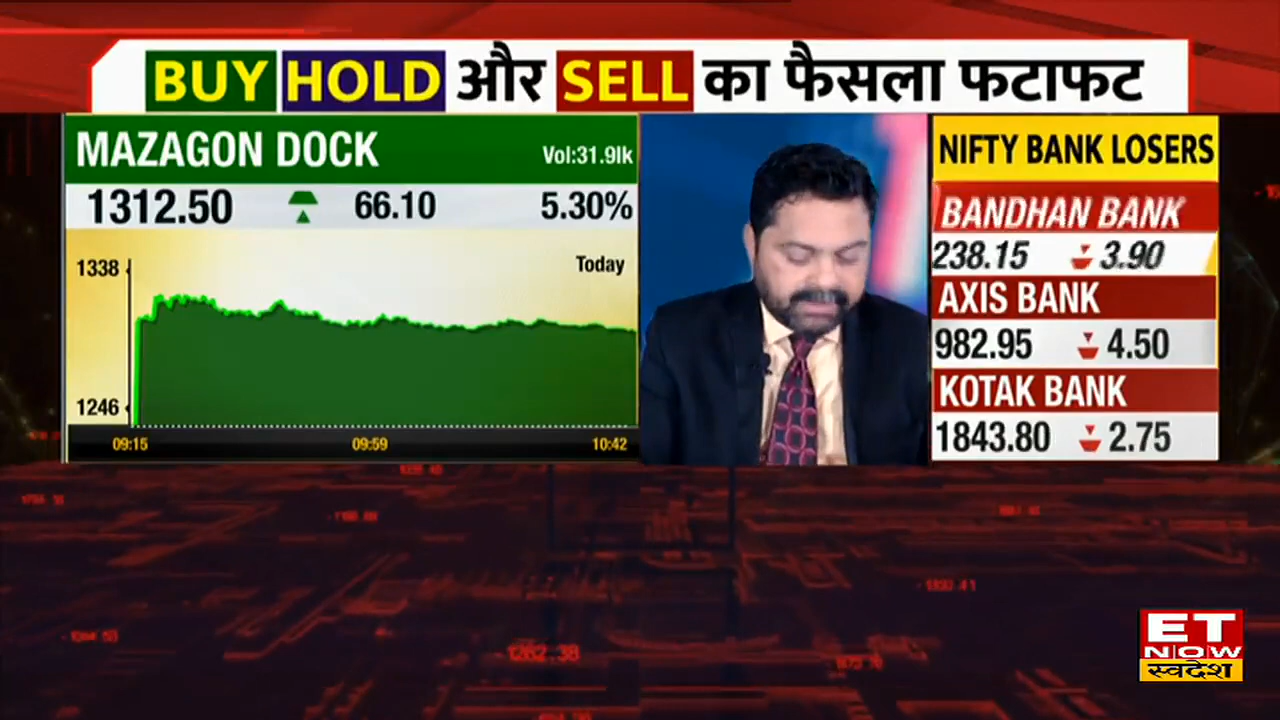 BUY HOLD और SELL का फैसला फटाफट
MAZAGON DOCK
Vol:31.9lk
1312.50 66.10 5.30%
1338
Today
1246
09:15 09:59 10:42
NIFTY BANK LOSERS
BANDHAN BANK
238.15 3.90
AXIS BANK
982.95 4.50
KOTAK BANK
1843.80 2.75
1262.38
ET
NOW
स्वदेश